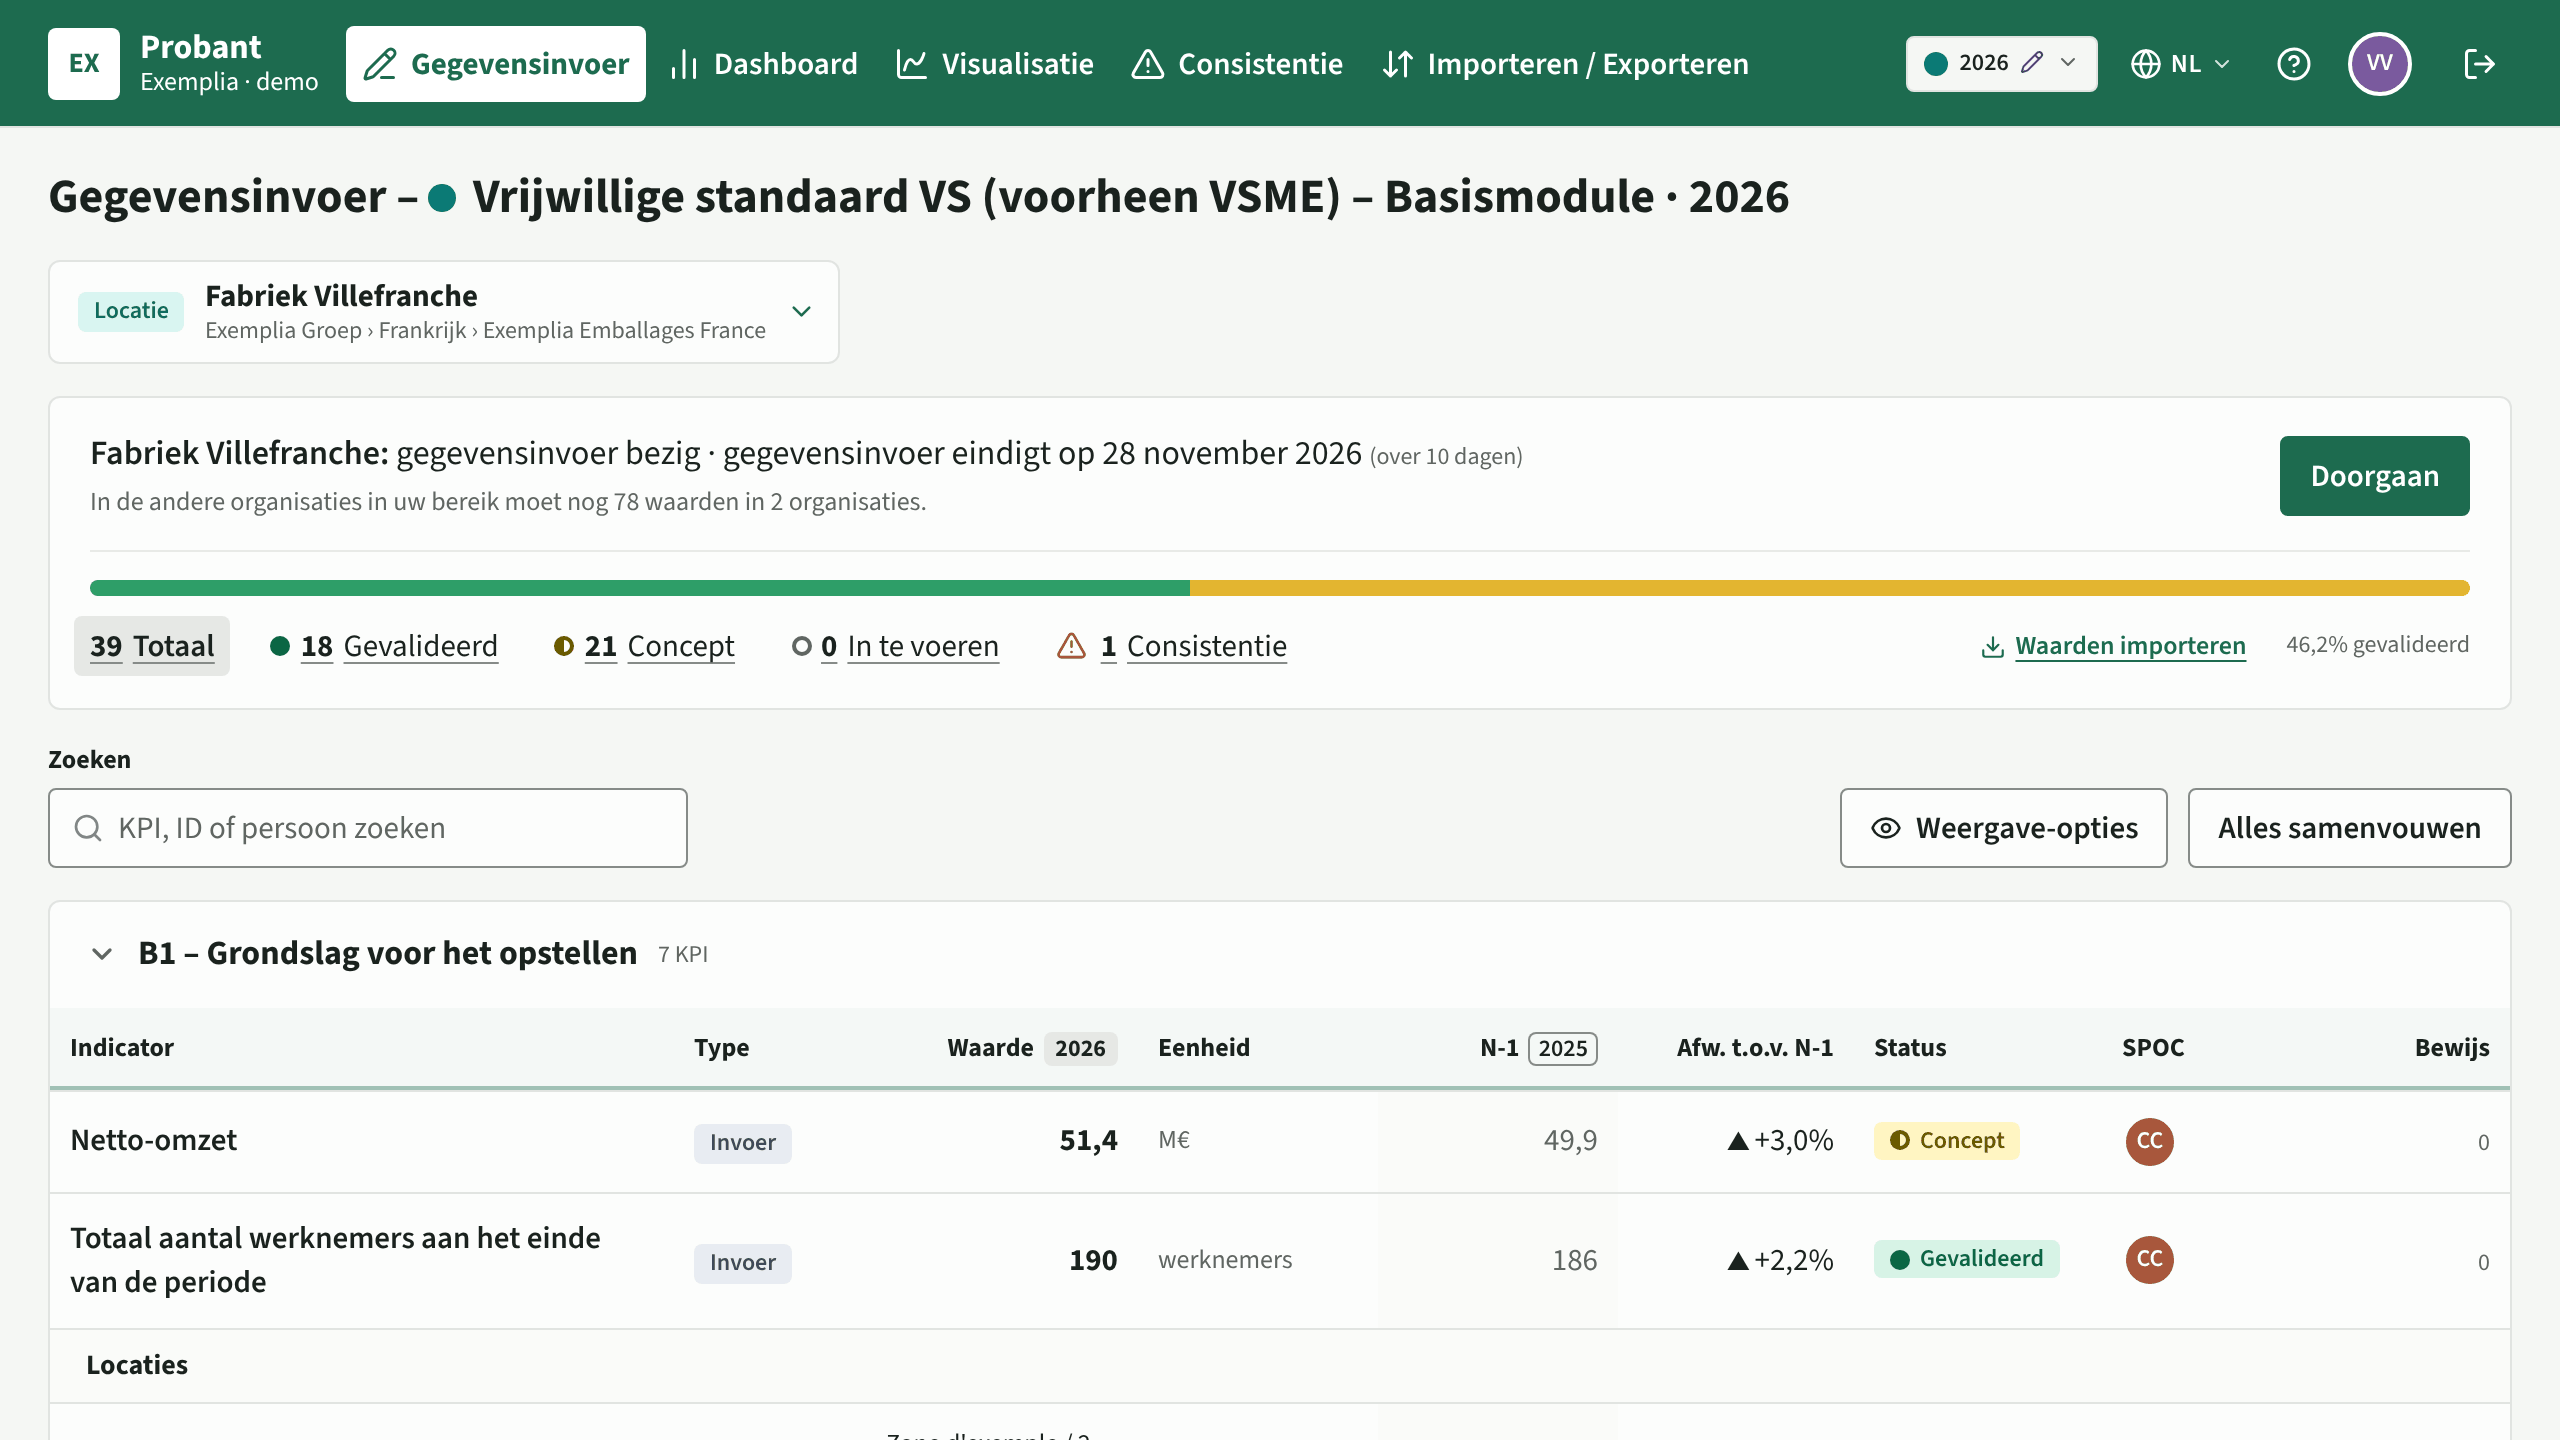 EX
Probant
Exemplia · demo
Gegevensinvoer
Dashboard
Visualisatie
Consistentie
Importeren / Exporteren
2026
NL
VV
Gegevensinvoer – Vrijwillige standaard VS (voorheen VSME) – Basismodule · 2026
Locatie
Fabriek Villefranche
Exemplia Groep › Frankrijk › Exemplia Emballages France
Fabriek Villefranche: gegevensinvoer bezig · gegevensinvoer eindigt op 28 november 2026 (over 10 dagen)
In de andere organisaties in uw bereik moet nog 78 waarden in 2 organisaties.
Doorgaan
39 Totaal
18 Gevalideerd
21 Concept
0 In te voeren
1 Consistentie
Waarden importeren
46,2% gevalideerd
Zoeken
KPI, ID of persoon zoeken
Weergave-opties
Alles samenvouwen
B1 – Grondslag voor het opstellen 7 KPI
Indicator Type Waarde 2026 Eenheid N-1 2025 Afw. t.o.v. N-1 Status SPOC Bewijs
Netto-omzet Invoer 51,4 M€ 49,9 ▲+3,0% Concept CC 0
Totaal aantal werknemers aan het einde
van de periode Invoer 190 werknemers 186 ▲+2,2% Gevalideerd CC 0
Locaties